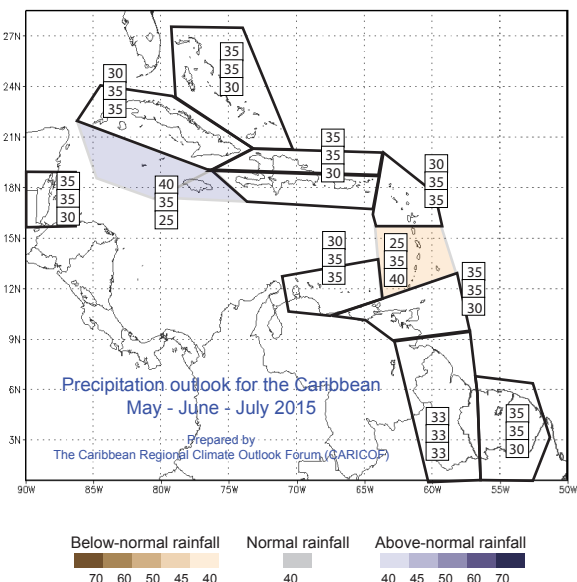 27N
24N
21N
18N
15N
12N
9N
6N
3N
35
35
30
30
35
35
35
35
30
30
35
35
35
35
30
40
35
25
30
35
35
25
35
40
35
35
30
33
33
33
35
35
30
Precipitation outlook for the Caribbean
May - June - July 2015
Prepared by
The Caribbean Regional Climate Outlook Forum (CARICOF)
90W 85W 80W 75W 70W 65W 60W 55W 50W
Below-normal rainfall Normal rainfall Above-normal rainfall
70 60 50 45 40 40 40 45 50 60 70